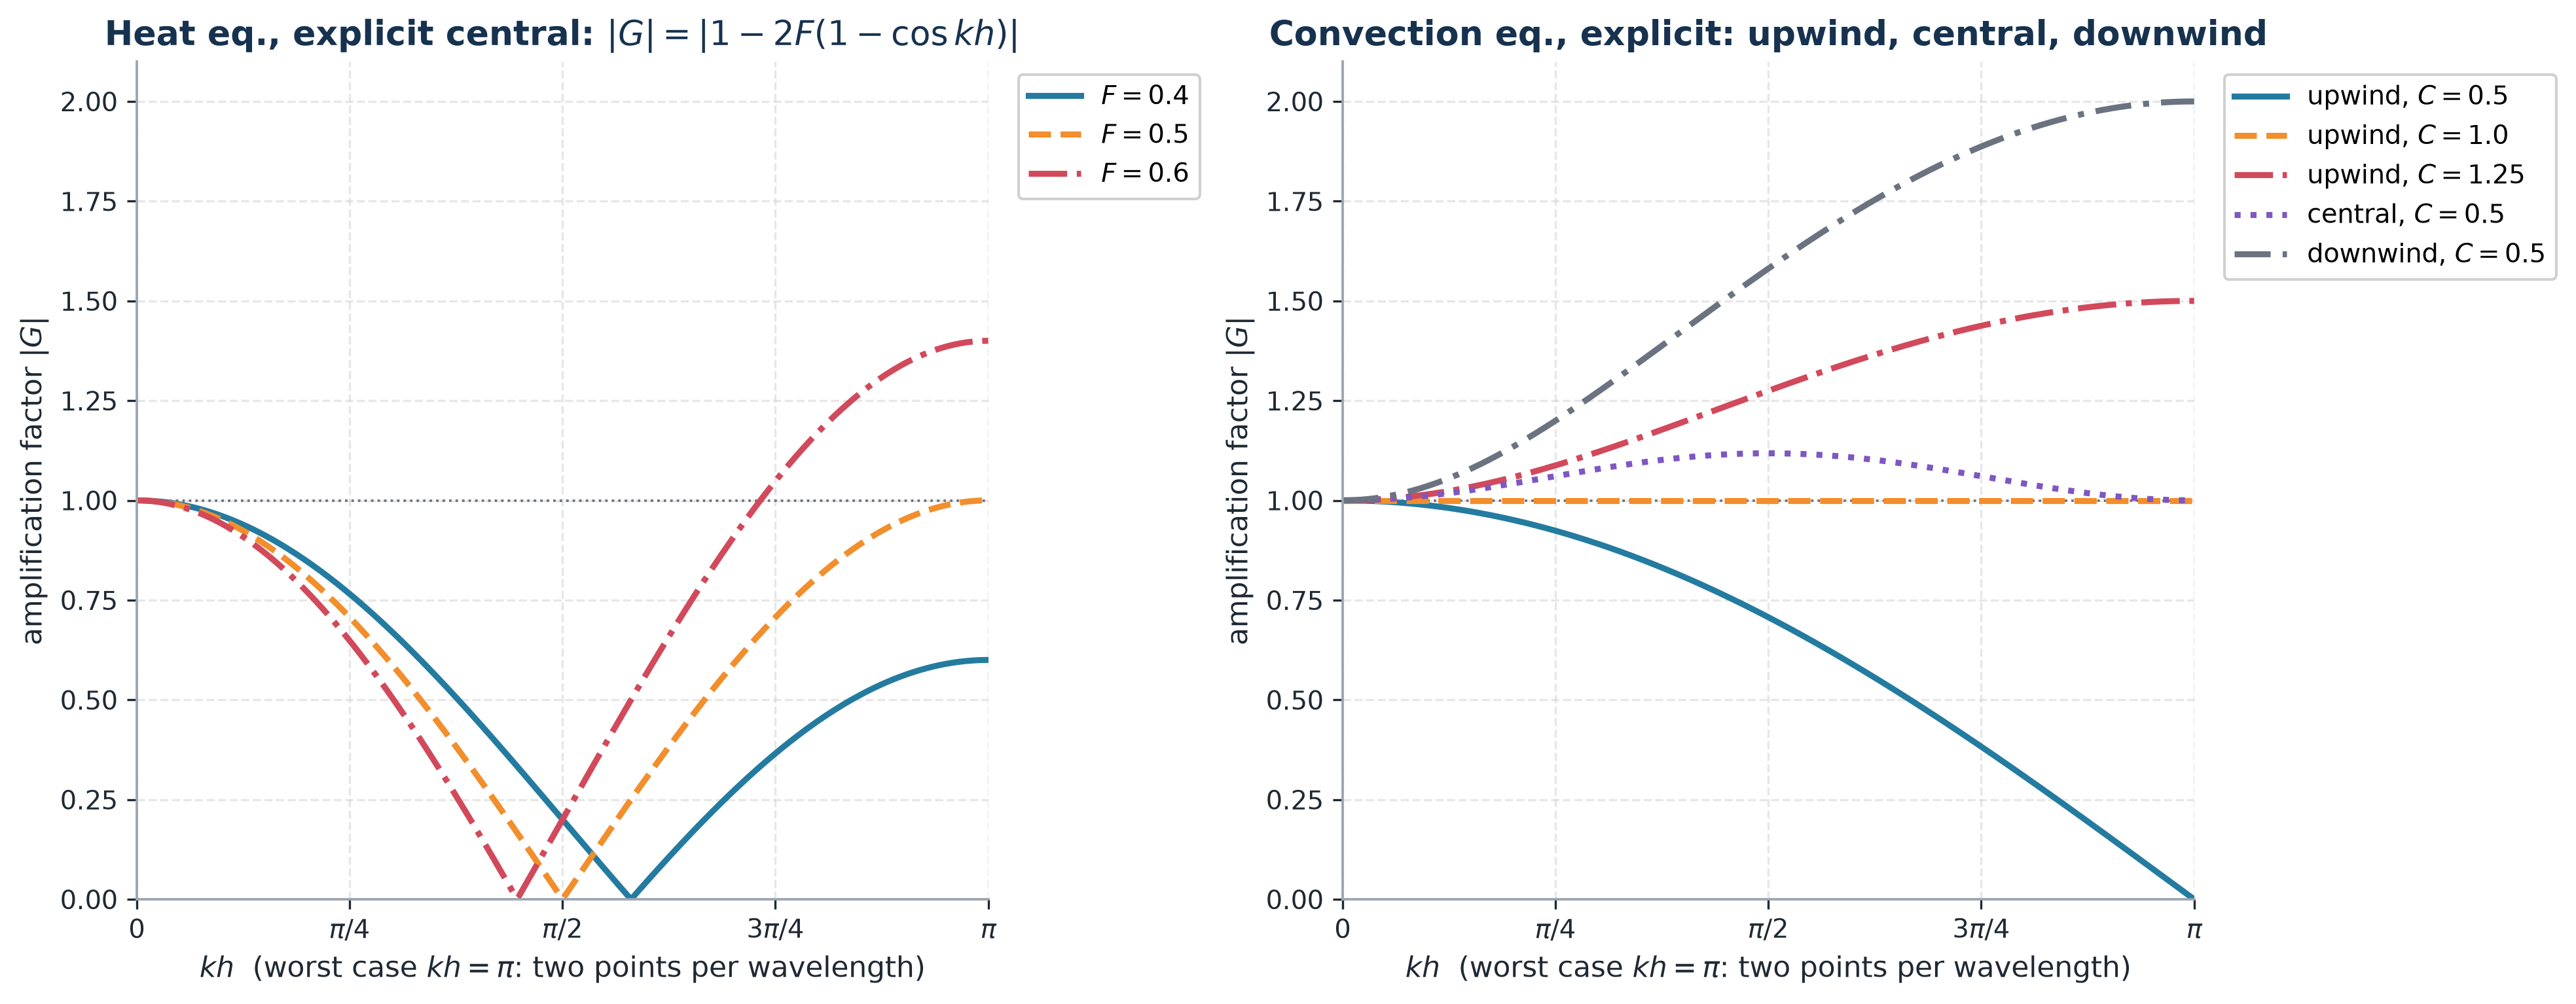 Heat eq., explicit central: |G| = |1 − 2F(1 − cos kh)|
amplification factor |G|
2.00
1.75
1.50
1.25
1.00
0.75
0.50
0.25
0.00
0 π/4 π/2 3π/4 π
kh (worst case kh = π: two points per wavelength)
F = 0.4
F = 0.5
F = 0.6
Convection eq., explicit: upwind, central, downwind
amplification factor |G|
2.00
1.75
1.50
1.25
1.00
0.75
0.50
0.25
0.00
0 π/4 π/2 3π/4 π
kh (worst case kh = π: two points per wavelength)
upwind, C = 0.5
upwind, C = 1.0
upwind, C = 1.25
central, C = 0.5
downwind, C = 0.5